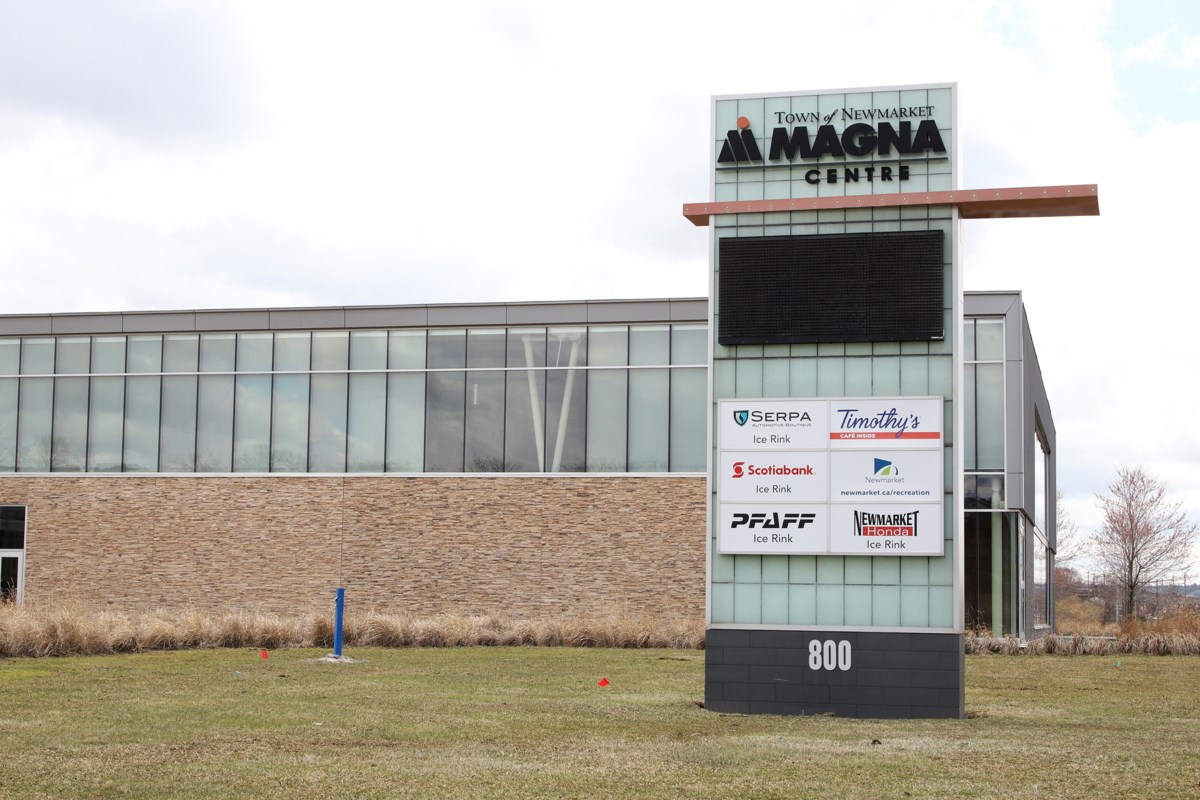 Town of Newmarket
MAGNA
CENTRE
SERPA
AUTOMOTIVE BOUTIQUE
Ice Rink
Timothy's
CAFÉ INSIDE
Scotiabank
Ice Rink
Newmarket
newmarket.ca/recreation
PFAFF
Ice Rink
NEWMARKET
Honda
Ice Rink
800